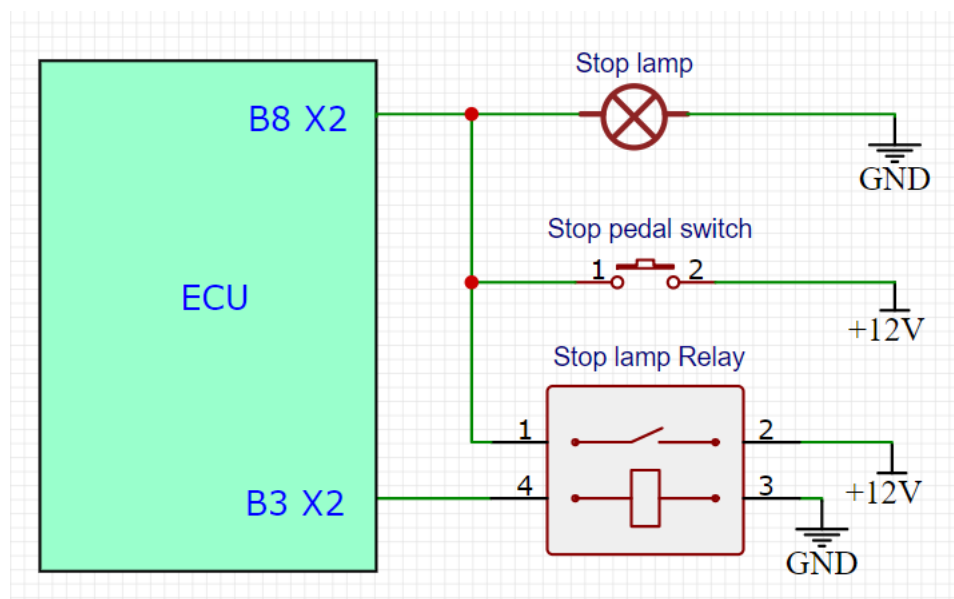 Stop lamp
B8 X2
GND
Stop pedal switch
1 2
ECU
+12V
Stop lamp Relay
1 2
4 3
+12V
B3 X2
GND